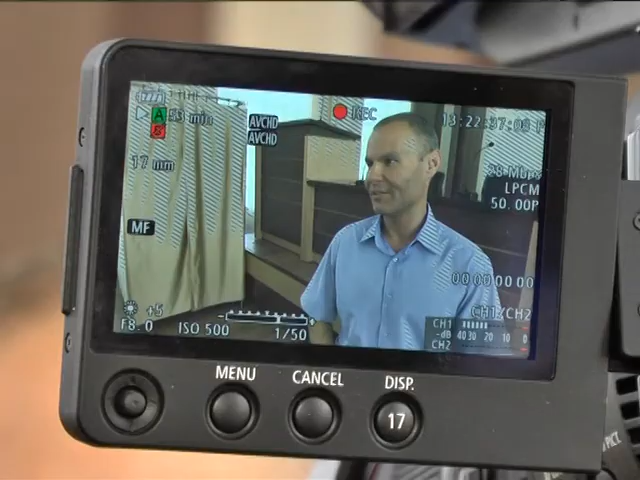 A 53 min
B
AVCHD
AVCHD
REC
13:22:37:08
17 mm
28 Mbps
LPCM
50.00P
MF
00 00 00 00
+5
F8.0
ISO 500
- +
1/50
CH1/CH2
CH1
-dB 40 30 20 10 0
CH2
MENU
CANCEL
DISP.
17
PICT.